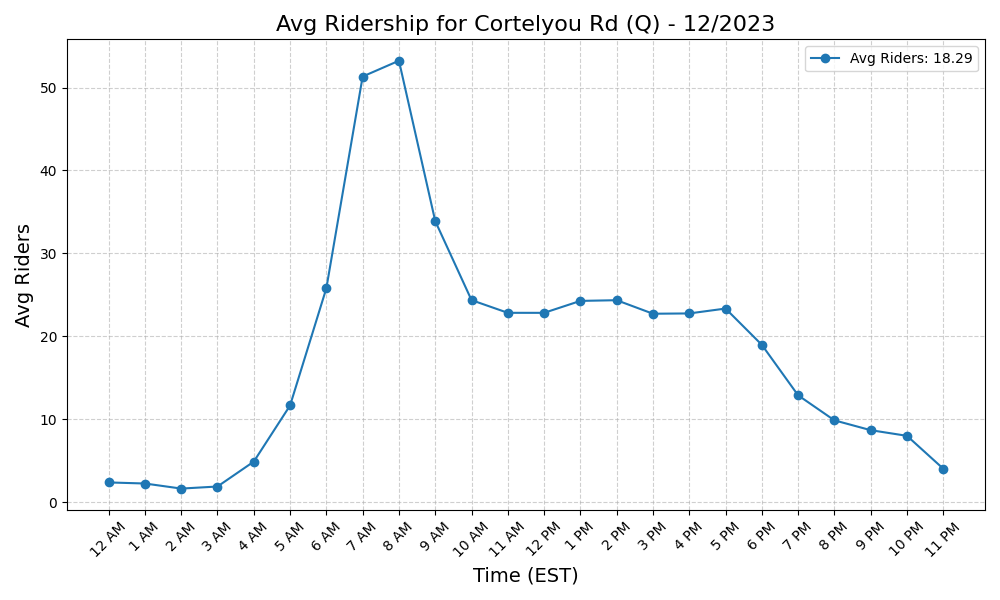 Avg Ridership for Cortelyou Rd (Q) - 12/2023
Avg Riders: 18.29
Avg Riders
50
40
30
20
10
0
12 AM
1 AM
2 AM
3 AM
4 AM
5 AM
6 AM
7 AM
8 AM
9 AM
10 AM
11 AM
12 PM
1 PM
2 PM
3 PM
4 PM
5 PM
6 PM
7 PM
8 PM
9 PM
10 PM
11 PM
Time (EST)